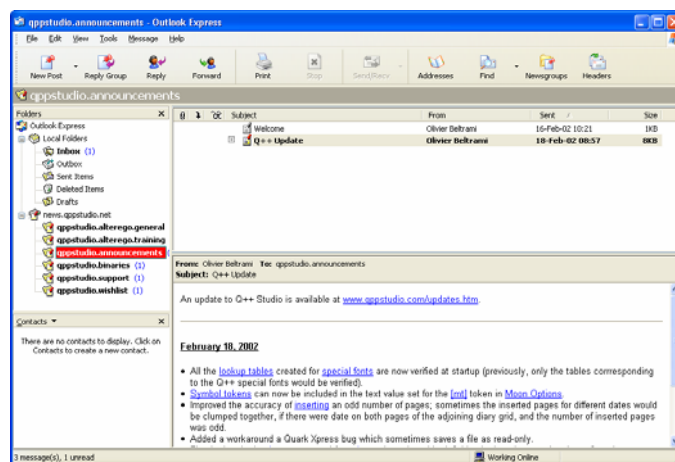 qppstudio.announcements - Outlook Express
File Edit View Tools Message Help
New Post Reply Group Reply Forward Print Stop Send/Recv Addresses Find Newsgroups Headers
qppstudio.announcements
Folders
Outlook Express
Local Folders
Inbox (1)
Outbox
Sent Items
Deleted Items
Drafts
news.qppstudio.net
qppstudio.alterego.general
qppstudio.alterego.training
qppstudio.announcements
qppstudio.binaries (1)
qppstudio.support (1)
qppstudio.wishlist (1)
Contacts
There are no contacts to display. Click on
Contacts to create a new contact.
Subject From Sent Size
Welcome Olivier Beltrami 16-Feb-02 10:21 1KB
Q++ Update Olivier Beltrami 18-Feb-02 08:57 8KB
From: Olivier Beltrami To: qppstudio.announcements
Subject: Q++ Update
An update to Q++ Studio is available at www.qppstudio.com/updates.htm.
February 18, 2002
• All the lookup tables created for special fonts are now verified at startup (previously, only the tables corresponding
to the Q++ special fonts would be verified).
• Symbol tokens can now be included in the text value set for the [mt] token in Moon Options.
• Improved the accuracy of inserting an odd number of pages; sometimes the inserted pages for different dates would
be clumped together, if there were date on both pages of the adjoining diary grid, and the number of inserted pages
was odd.
• Added a workaround a Quark Xpress bug which sometimes saves a file as read-only.
3 message(s), 1 unread
Working Online